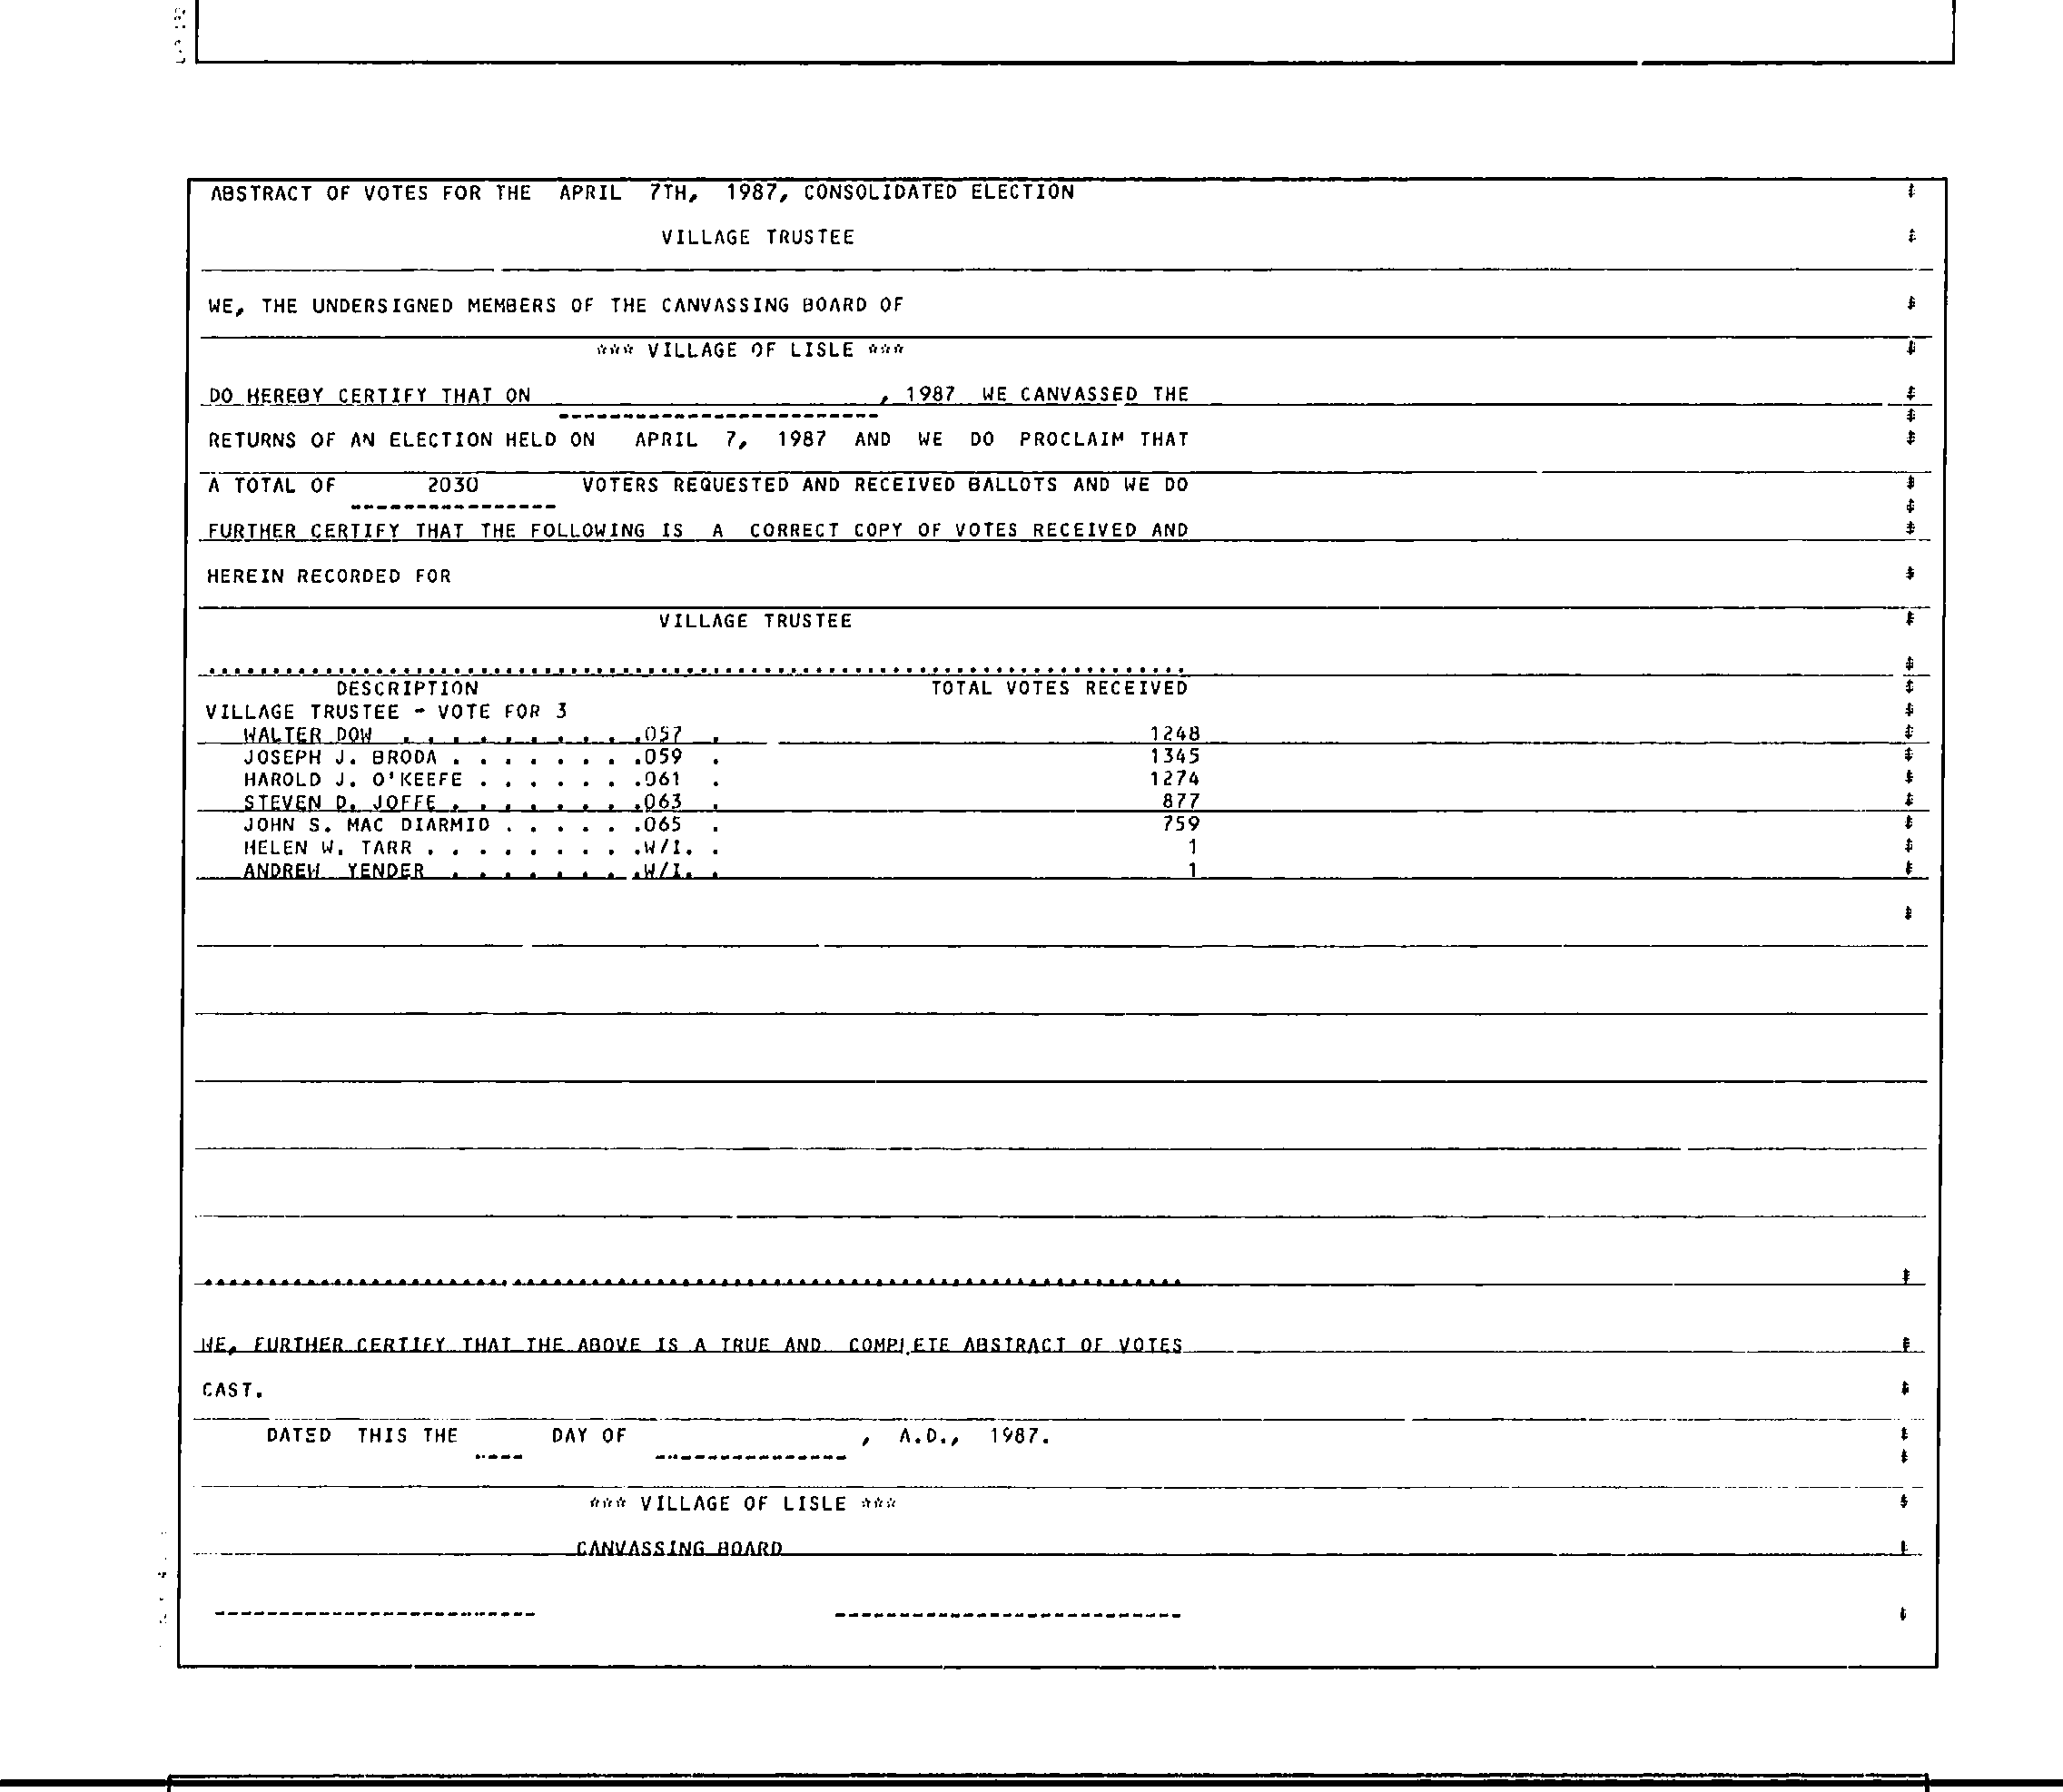 ABSTRACT OF VOTES FOR THE APRIL 7TH, 1987, CONSOLIDATED ELECTION
VILLAGE TRUSTEE
WE, THE UNDERSIGNED MEMBERS OF THE CANVASSING BOARD OF
*** VILLAGE OF LISLE ***
DO HEREBY CERTIFY THAT ON , 1987 WE CANVASSED THE
RETURNS OF AN ELECTION HELD ON APRIL 7, 1987 AND WE DO PROCLAIM THAT
A TOTAL OF 2030 VOTERS REQUESTED AND RECEIVED BALLOTS AND WE DO
FURTHER CERTIFY THAT THE FOLLOWING IS A CORRECT COPY OF VOTES RECEIVED AND
HEREIN RECORDED FOR
VILLAGE TRUSTEE
DESCRIPTION TOTAL VOTES RECEIVED
VILLAGE TRUSTEE - VOTE FOR 3
WALTER DOW . . . . . . . . . .057 . 1248
JOSEPH J. BRODA . . . . . . . .059 . 1345
HAROLD J. O'KEEFE . . . . . . .061 . 1274
STEVEN D. JOFFE . . . . . . . .063 . 877
JOHN S. MAC DIARMID . . . . . .065 . 759
HELEN W. TARR . . . . . . . . .W/I. . 1
ANDREW YENDER . . . . . . . .W/I. . 1
WE, FURTHER CERTIFY THAT THE ABOVE IS A TRUE AND COMPLETE ABSTRACT OF VOTES
CAST.
DATED THIS THE DAY OF , A.D., 1987.
*** VILLAGE OF LISLE ***
CANVASSING BOARD